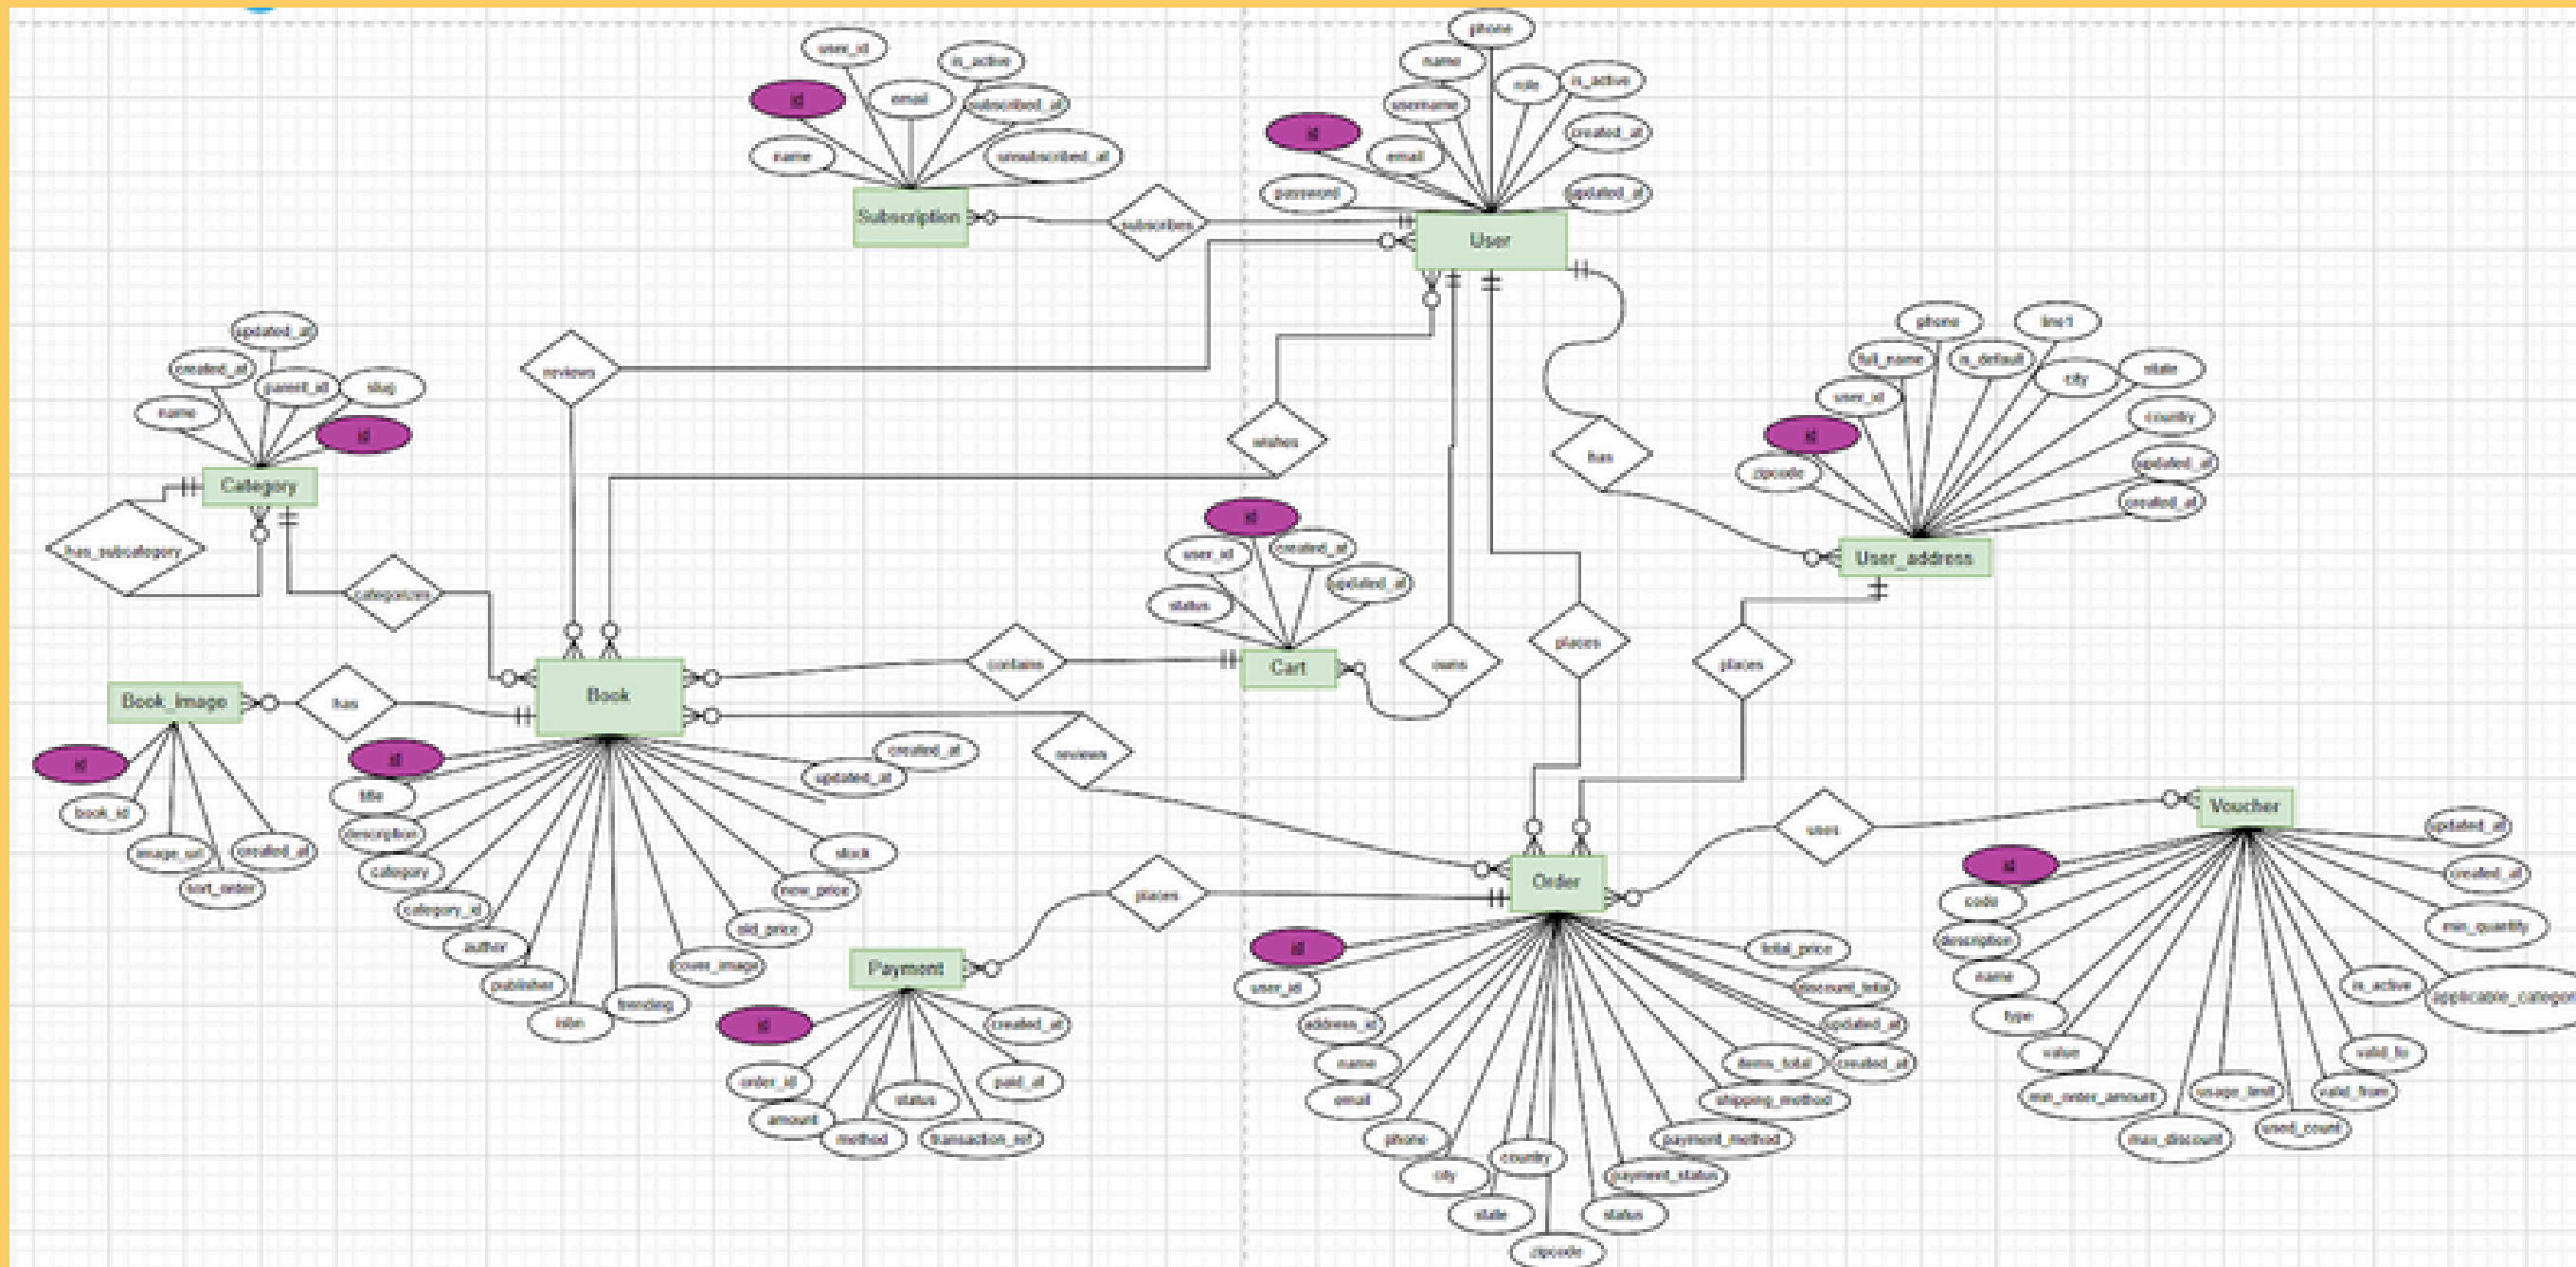 phone
user_id
name
is_active
is_active
role
id
email
subscribed_at
username
id
created_at
name
unsubscribed_at
email
password
updated_at
Subscription
subscribes
User
updated_at
phone
line1
created_at
parent_id
slug
full_name
is_default
state
city
name
id
reviews
user_id
country
wishes
id
has
zipcode
updated_at
Category
created_at
id
has_subcategory
user_id
created_at
User_address
updated_at
categorizes
status
places
places
contains
Cart
owns
Book_Image
has
Book
id
id
reviews
created_at
updated_at
title
book_id
description
Voucher
uses
updated_at
image_url
created_at
stock
category
id
created_at
sort_order
new_price
places
Order
code
category_id
old_price
min_quantity
author
description
cover_image
Payment
id
total_price
name
publisher
user_id
discount_total
is_active
applicable_categori
isbn
trending
id
created_at
address_id
updated_at
type
name
items_total
created_at
value
valid_to
order_id
paid_at
email
shipping_method
min_order_amount
usage_limit
valid_from
amount
status
method
transaction_ref
phone
payment_method
max_discount
used_count
country
city
payment_status
state
status
zipcode